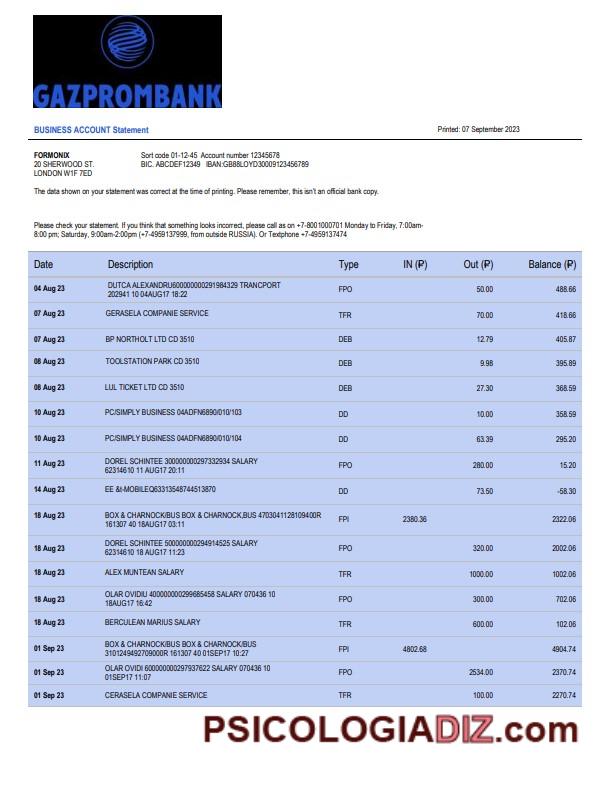 GAZPROMBANK
BUSINESS ACCOUNT Statement Printed: 07 September 2023
FORMONIX Sort code 01-12-45 Account number 12345678
20 SHERWOOD ST. BIC. ABCDEF12349 IBAN:GB88LOYD30009123456789
LONDON W1F 7ED
The data shown on your statement was correct at the time of printing. Please remember, this isn't an official bank copy.
Please check your statement. If you think that something looks incorrect, please call as on +7-8001000701 Monday to Friday, 7:00am-
8:00 pm; Saturday, 9:00am-2:00pm (+7-4959137999, from outside RUSSIA). Or Textphone +7-4959137474
Date Description Type IN (₽) Out (₽) Balance (₽)
04 Aug 23 DUTCA ALEXANDRU600000000291984329 TRANCPORT FPO 50.00 488.66
202941 10 04AUG17 18:22
07 Aug 23 GERASELA COMPANIE SERVICE TFR 70.00 418.66
07 Aug 23 BP NORTHOLT LTD CD 3510 DEB 12.79 405.87
08 Aug 23 TOOLSTATION PARK CD 3510 DEB 9.98 395.89
08 Aug 23 LUL TICKET LTD CD 3510 DEB 27.30 368.59
10 Aug 23 PC/SIMPLY BUSINESS 04ADFN6890/010/103 DD 10.00 358.59
10 Aug 23 PC/SIMPLY BUSINESS 04ADFN6890/010/104 DD 63.39 295.20
11 Aug 23 DOREL SCHINTEE 300000000297332934 SALARY FPO 280.00 15.20
62314610 11 AUG17 20:11
14 Aug 23 EE &t-MOBILEQ63313548744513870 DD 73.50 -58.30
18 Aug 23 BOX & CHARNOCK/BUS BOX & CHARNOCK,BUS 4703041128109400R FPI 2380.36 2322.06
161307 40 18AUG17 03:11
18 Aug 23 DOREL SCHINTEE 500000000294914525 SALARY FPO 320.00 2002.06
62314610 18 AUG17 11:23
18 Aug 23 ALEX MUNTEAN SALARY TFR 1000.00 1002.06
18 Aug 23 OLAR OVIDIU 400000000299685458 SALARY 070436 10 FPO 300.00 702.06
18AUG17 16:42
18 Aug 23 BERCULEAN MARIUS SALARY TFR 600.00 102.06
01 Sep 23 BOX & CHARNOCK/BUS BOX & CHARNOCK/BUS FPI 4802.68 4904.74
3101249492709000R 161307 40 01SEP17 10:27
01 Sep 23 OLAR OVIDI 600000000297937622 SALARY 070436 10 FPO 2534.00 2370.74
01SEP17 11:07
01 Sep 23 CERASELA COMPANIE SERVICE TFR 100.00 2270.74
PSICOLOGIADIZ.com